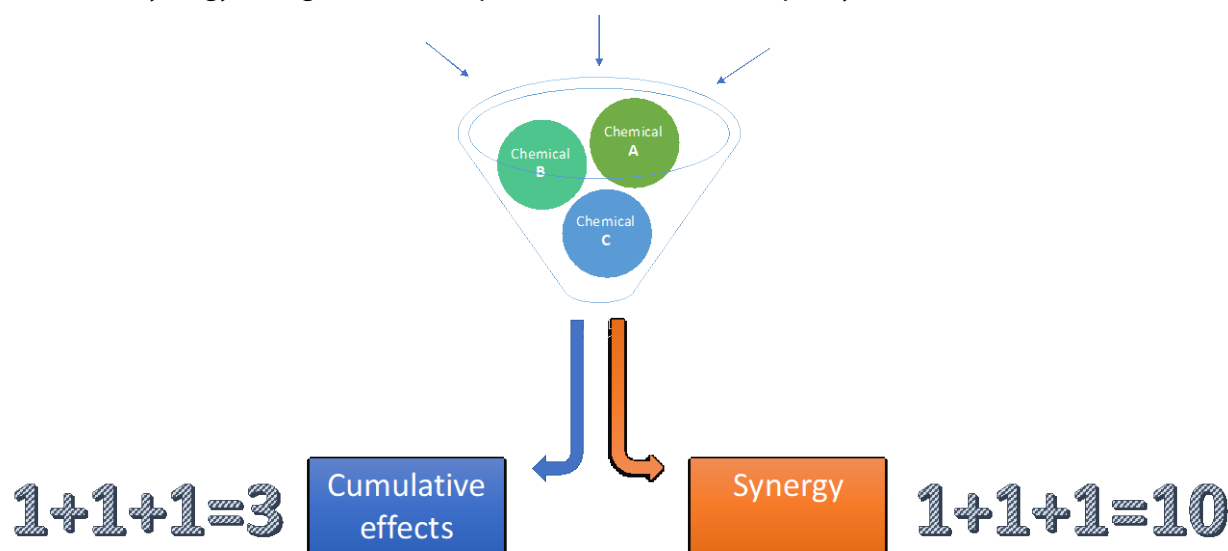 Chemical
A
Chemical
B
Chemical
C
1+1+1=3
Cumulative
effects
Synergy
1+1+1=10